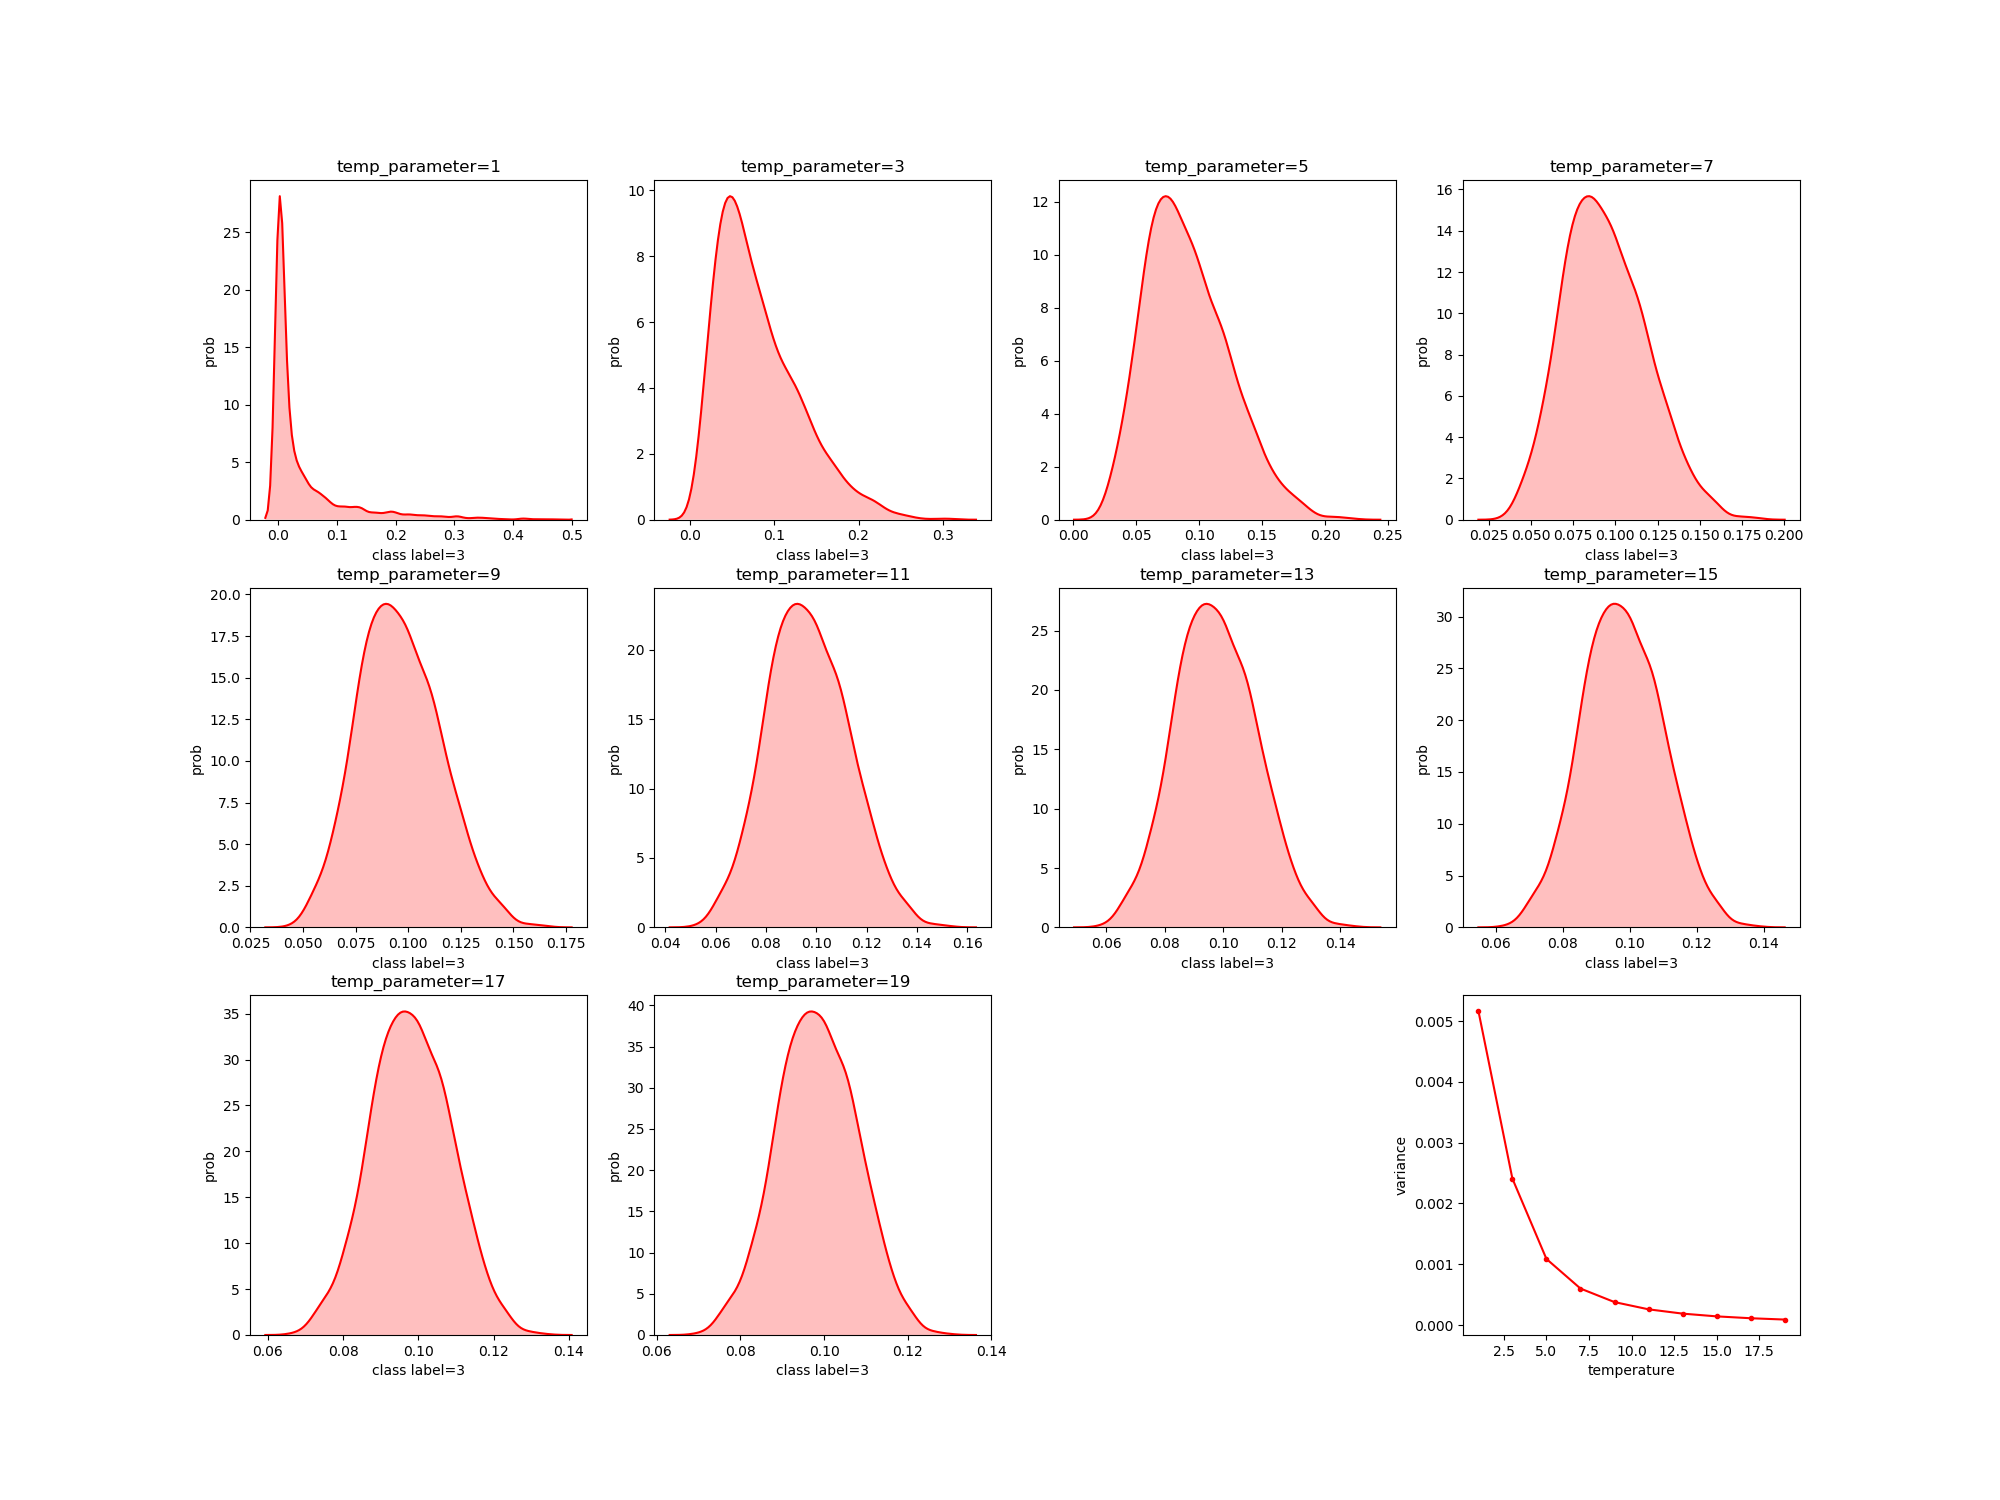 temp_parameter=1
25
20
15
10
5
0
prob
0.0 0.1 0.2 0.3 0.4 0.5
class label=3
temp_parameter=3
10
8
6
4
2
0
prob
0.0 0.1 0.2 0.3
class label=3
temp_parameter=5
12
10
8
6
4
2
0
prob
0.00 0.05 0.10 0.15 0.20 0.25
class label=3
temp_parameter=7
16
14
12
10
8
6
4
2
0
prob
0.025 0.050 0.075 0.100 0.125 0.150 0.175 0.200
class label=3
temp_parameter=9
20.0
17.5
15.0
12.5
10.0
7.5
5.0
2.5
0.0
prob
0.025 0.050 0.075 0.100 0.125 0.150 0.175
class label=3
temp_parameter=11
20
15
10
5
0
prob
0.04 0.06 0.08 0.10 0.12 0.14 0.16
class label=3
temp_parameter=13
25
20
15
10
5
0
prob
0.06 0.08 0.10 0.12 0.14
class label=3
temp_parameter=15
30
25
20
15
10
5
0
prob
0.06 0.08 0.10 0.12 0.14
class label=3
temp_parameter=17
35
30
25
20
15
10
5
0
prob
0.06 0.08 0.10 0.12 0.14
class label=3
temp_parameter=19
40
35
30
25
20
15
10
5
0
prob
0.06 0.08 0.10 0.12 0.14
class label=3
0.005
0.004
0.003
0.002
0.001
0.000
variance
2.5 5.0 7.5 10.0 12.5 15.0 17.5
temperature